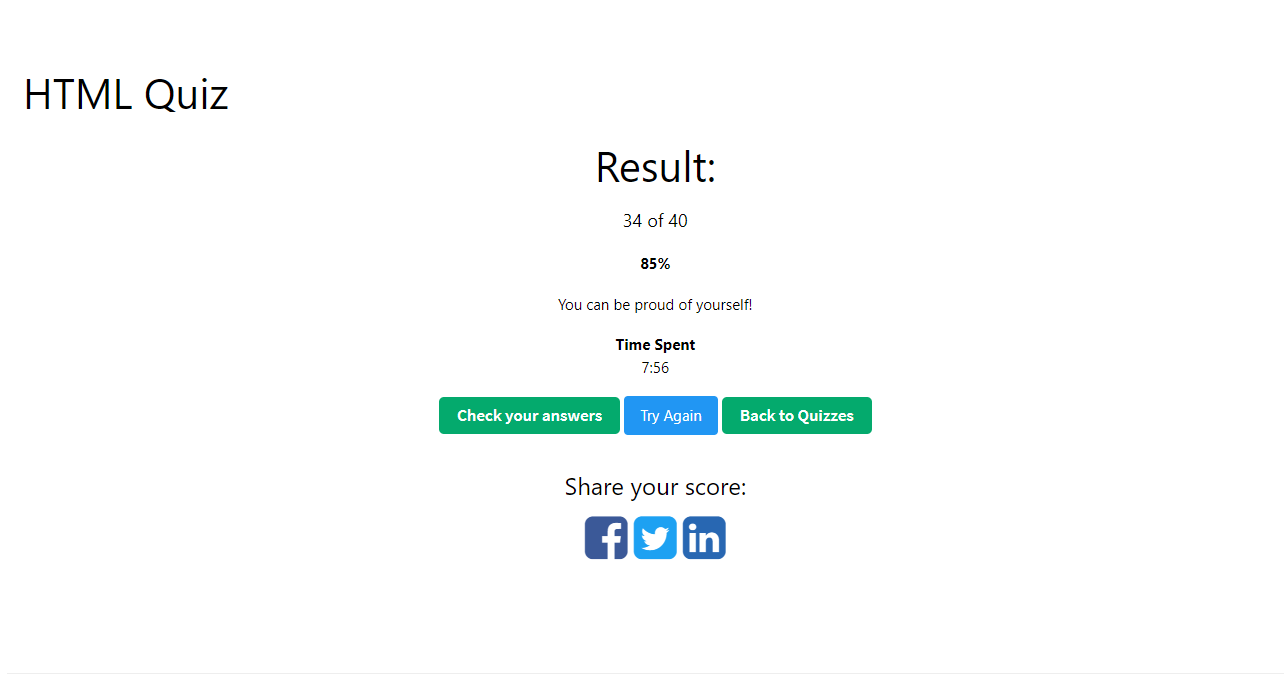 HTML Quiz
Result:
34 of 40
85%
You can be proud of yourself!
Time Spent
7:56
Check your answers Try Again Back to Quizzes
Share your score: